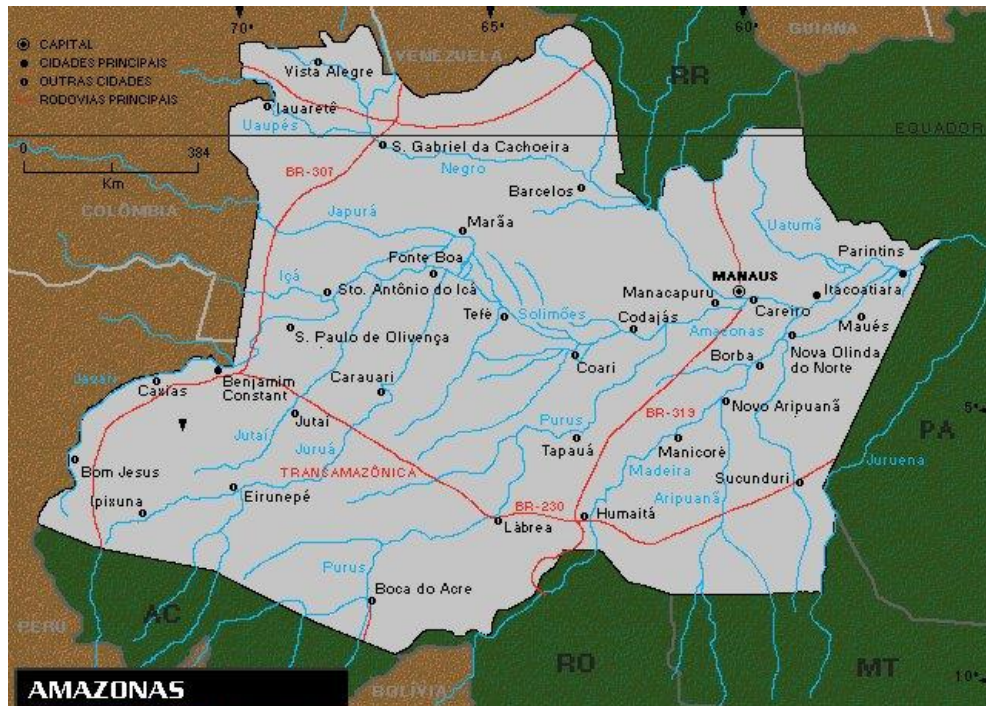 70°
65°
60°
CAPITAL
CIDADES PRINCIPAIS
OUTRAS CIDADES
RODOVIAS PRINCIPAIS
VENEZUELA
GUIANA
RR
Vista Alegre
Iauaretê
Uaupés
EQUADOR
0 384
Km
S. Gabriel da Cachoeira
Negro
BR-307
Barcelos
COLÔMBIA
Japurá
Marãa
Uatumã
Fonte Boa
Parintins
Içá
Sto. Antônio do Icá
MANAUS
Itacoatiara
Manacapuru
Careiro
Tefé
Solimões
Codajás
Amazonas
Maués
S. Paulo de Olivença
Nova Olinda
do Norte
Borba
Coari
Javari
Caxias
Benjamim
Constant
Carauari
5°
Novo Aripuanã
BR-319
Jutaí
Jutaí
Juruá
Purus
Tapauá
Manicoré
PA
Bom Jesus
TRANSAMAZÔNICA
Madeira
Juruena
Ipixuna
Eirunepé
Aripuanã
Sucunduri
BR-230
Lábrea
Humaitá
Purus
Boca do Acre
AC
PERÚ
RO
MT
BOLÍVIA
10°
AMAZONAS